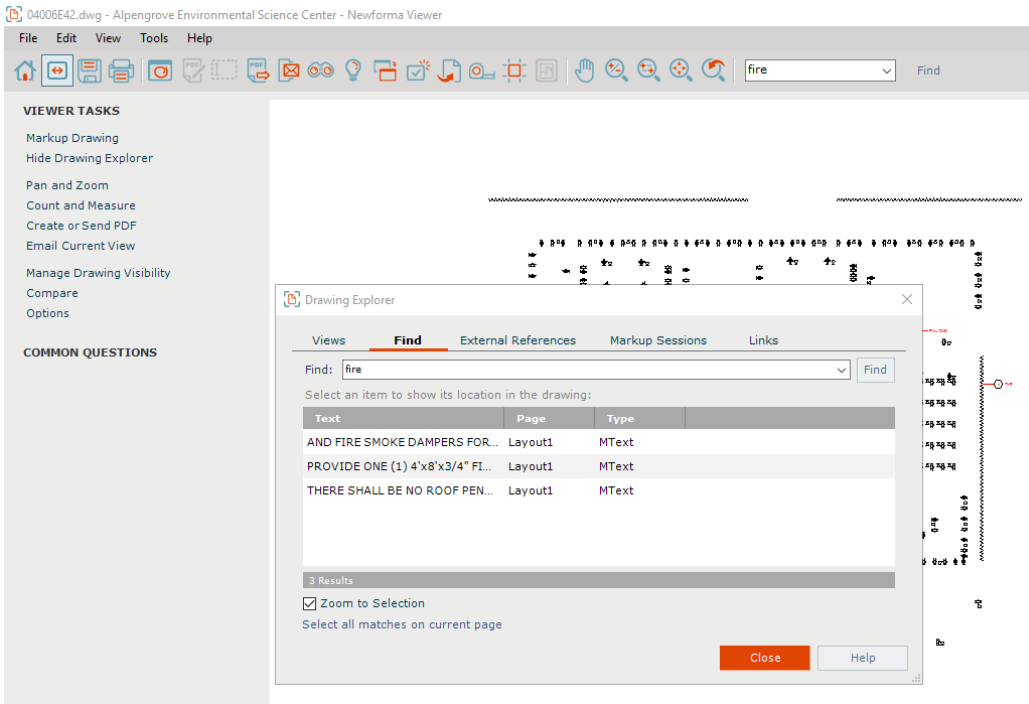 04006E42.dwg - Alpengrove Environmental Science Center - Newforma Viewer
File Edit View Tools Help
PDF PDF fire Find
VIEWER TASKS
Markup Drawing
Hide Drawing Explorer
Pan and Zoom
Count and Measure
Create or Send PDF
Email Current View
Manage Drawing Visibility
Compare
Options
COMMON QUESTIONS
Drawing Explorer
Views Find External References Markup Sessions Links
Find: fire Find
Select an item to show its location in the drawing:
Text Page Type
AND FIRE SMOKE DAMPERS FOR... Layout1 MText
PROVIDE ONE (1) 4'x8'x3/4" FI... Layout1 MText
THERE SHALL BE NO ROOF PEN... Layout1 MText
3 Results
Zoom to Selection
Select all matches on current page
Close Help